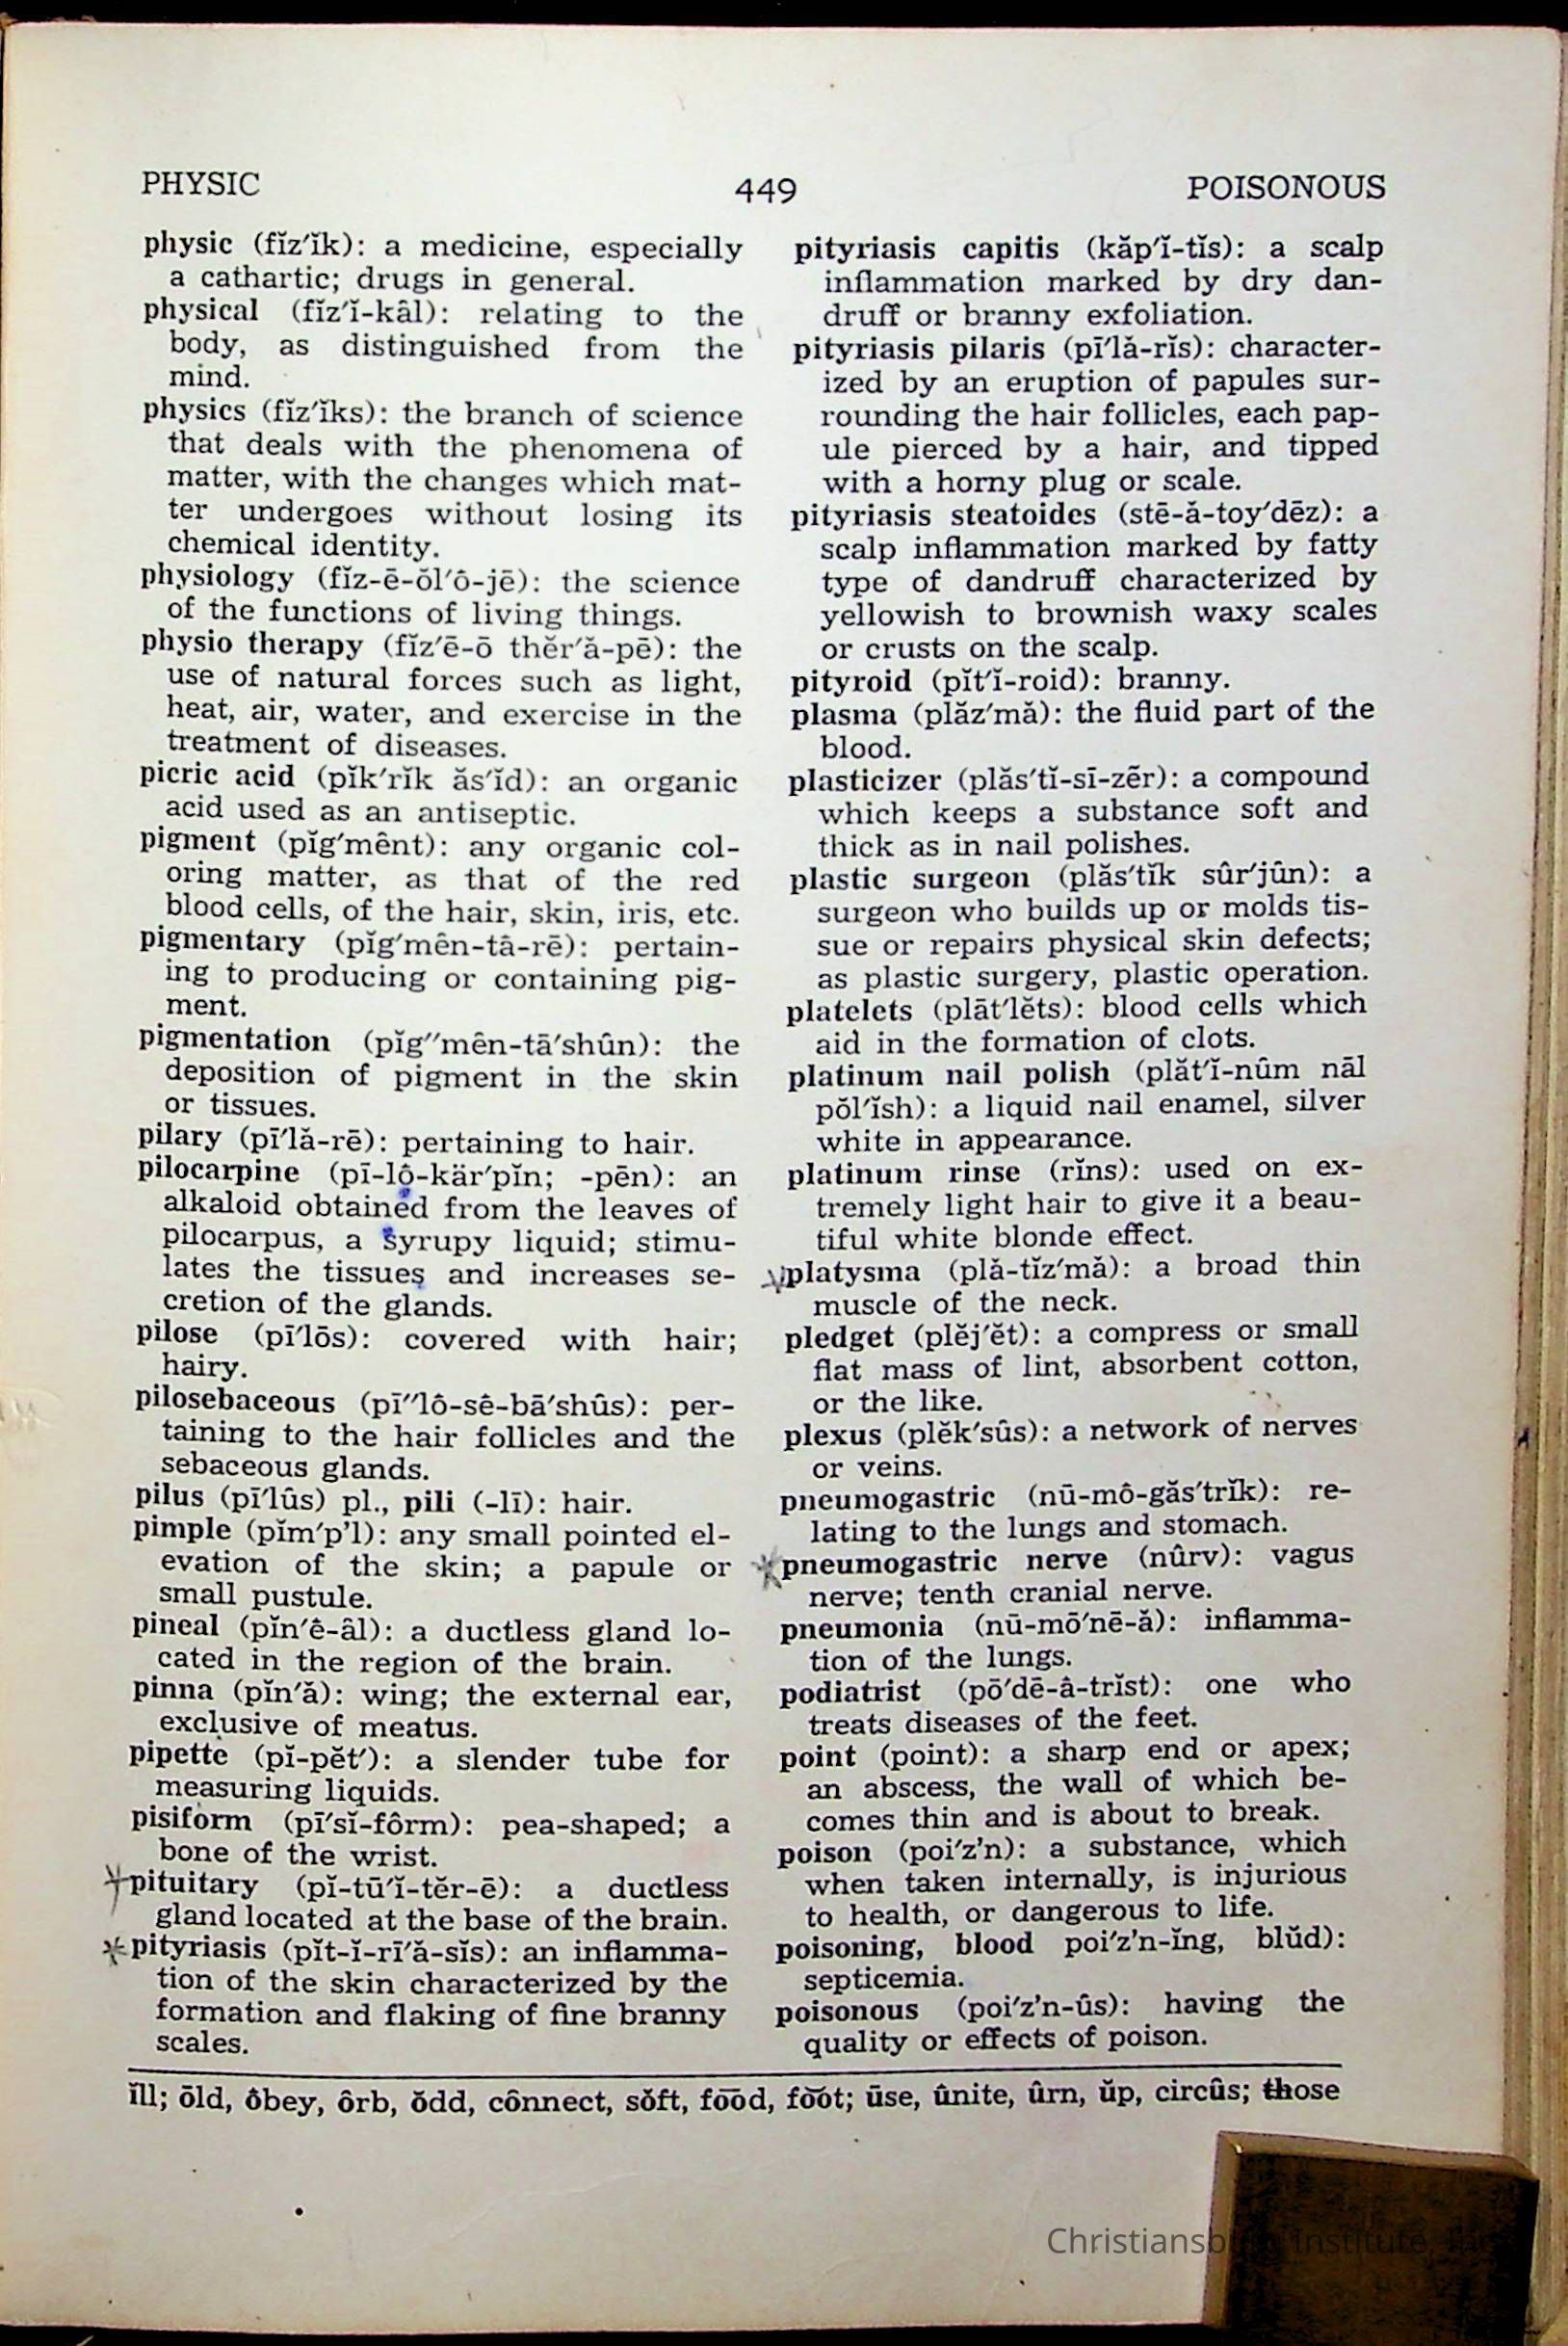 PHYSIC 449 POISONOUS
physic (fĭz′ĭk): a medicine, especially
a cathartic; drugs in general.
physical (fĭz′ĭ-kâl): relating to the
body, as distinguished from the
mind.
physics (fĭz′ĭks): the branch of science
that deals with the phenomena of
matter, with the changes which mat-
ter undergoes without losing its
chemical identity.
physiology (fĭz-ē-ŏl′ô-jē): the science
of the functions of living things.
physio therapy (fĭz′ē-ō thĕr′ă-pē): the
use of natural forces such as light,
heat, air, water, and exercise in the
treatment of diseases.
picric acid (pĭk′rĭk ăs′ĭd): an organic
acid used as an antiseptic.
pigment (pĭg′mênt): any organic col-
oring matter, as that of the red
blood cells, of the hair, skin, iris, etc.
pigmentary (pĭg′mên-tâ-rē): pertain-
ing to producing or containing pig-
ment.
pigmentation (pĭg″mên-tā′shûn): the
deposition of pigment in the skin
or tissues.
pilary (pī′lă-rē): pertaining to hair.
pilocarpine (pī-lô-kär′pĭn; -pēn): an
alkaloid obtained from the leaves of
pilocarpus, a syrupy liquid; stimu-
lates the tissues and increases se-
cretion of the glands.
pilose (pī′lōs): covered with hair;
hairy.
pilosebaceous (pī″lô-sê-bā′shûs): per-
taining to the hair follicles and the
sebaceous glands.
pilus (pī′lûs) pl., pili (-lī): hair.
pimple (pĭm′p’l): any small pointed el-
evation of the skin; a papule or
small pustule.
pineal (pĭn′ê-âl): a ductless gland lo-
cated in the region of the brain.
pinna (pĭn′ă): wing; the external ear,
exclusive of meatus.
pipette (pĭ-pĕt′): a slender tube for
measuring liquids.
pisiform (pī′sĭ-fôrm): pea-shaped; a
bone of the wrist.
pituitary (pĭ-tū′ĭ-tĕr-ē): a ductless
gland located at the base of the brain.
pityriasis (pĭt-ĭ-rī′ă-sĭs): an inflamma-
tion of the skin characterized by the
formation and flaking of fine branny
scales.
pityriasis capitis (kăp′ĭ-tĭs): a scalp
inflammation marked by dry dan-
druff or branny exfoliation.
pityriasis pilaris (pī′lă-rĭs): character-
ized by an eruption of papules sur-
rounding the hair follicles, each pap-
ule pierced by a hair, and tipped
with a horny plug or scale.
pityriasis steatoides (stē-ă-toy′dēz): a
scalp inflammation marked by fatty
type of dandruff characterized by
yellowish to brownish waxy scales
or crusts on the scalp.
pityroid (pĭt′ĭ-roid): branny.
plasma (plăz′mă): the fluid part of the
blood.
plasticizer (plăs′tĭ-sī-zẽr): a compound
which keeps a substance soft and
thick as in nail polishes.
plastic surgeon (plăs′tĭk sûr′jûn): a
surgeon who builds up or molds tis-
sue or repairs physical skin defects;
as plastic surgery, plastic operation.
platelets (plāt′lĕts): blood cells which
aid in the formation of clots.
platinum nail polish (plăt′ĭ-nûm nāl
pŏl′ĭsh): a liquid nail enamel, silver
white in appearance.
platinum rinse (rĭns): used on ex-
tremely light hair to give it a beau-
tiful white blonde effect.
platysma (plă-tĭz′mă): a broad thin
muscle of the neck.
pledget (plĕj′ĕt): a compress or small
flat mass of lint, absorbent cotton,
or the like.
plexus (plĕk′sûs): a network of nerves
or veins.
pneumogastric (nū-mô-găs′trĭk): re-
lating to the lungs and stomach.
pneumogastric nerve (nûrv): vagus
nerve; tenth cranial nerve.
pneumonia (nū-mō′nē-ă): inflamma-
tion of the lungs.
podiatrist (pō′dē-â-trĭst): one who
treats diseases of the feet.
point (point): a sharp end or apex;
an abscess, the wall of which be-
comes thin and is about to break.
poison (poi′z’n): a substance, which
when taken internally, is injurious
to health, or dangerous to life.
poisoning, blood poi′z’n-ĭng, blŭd):
septicemia.
poisonous (poi′z’n-ûs): having the
quality or effects of poison.
ĭll; ōld, ôbey, ôrb, ŏdd, cônnect, sŏft, fo͞od, fo͝ot; ūse, ûnite, ûrn, ŭp, circûs; those
Christiansburg Institute, Inc.